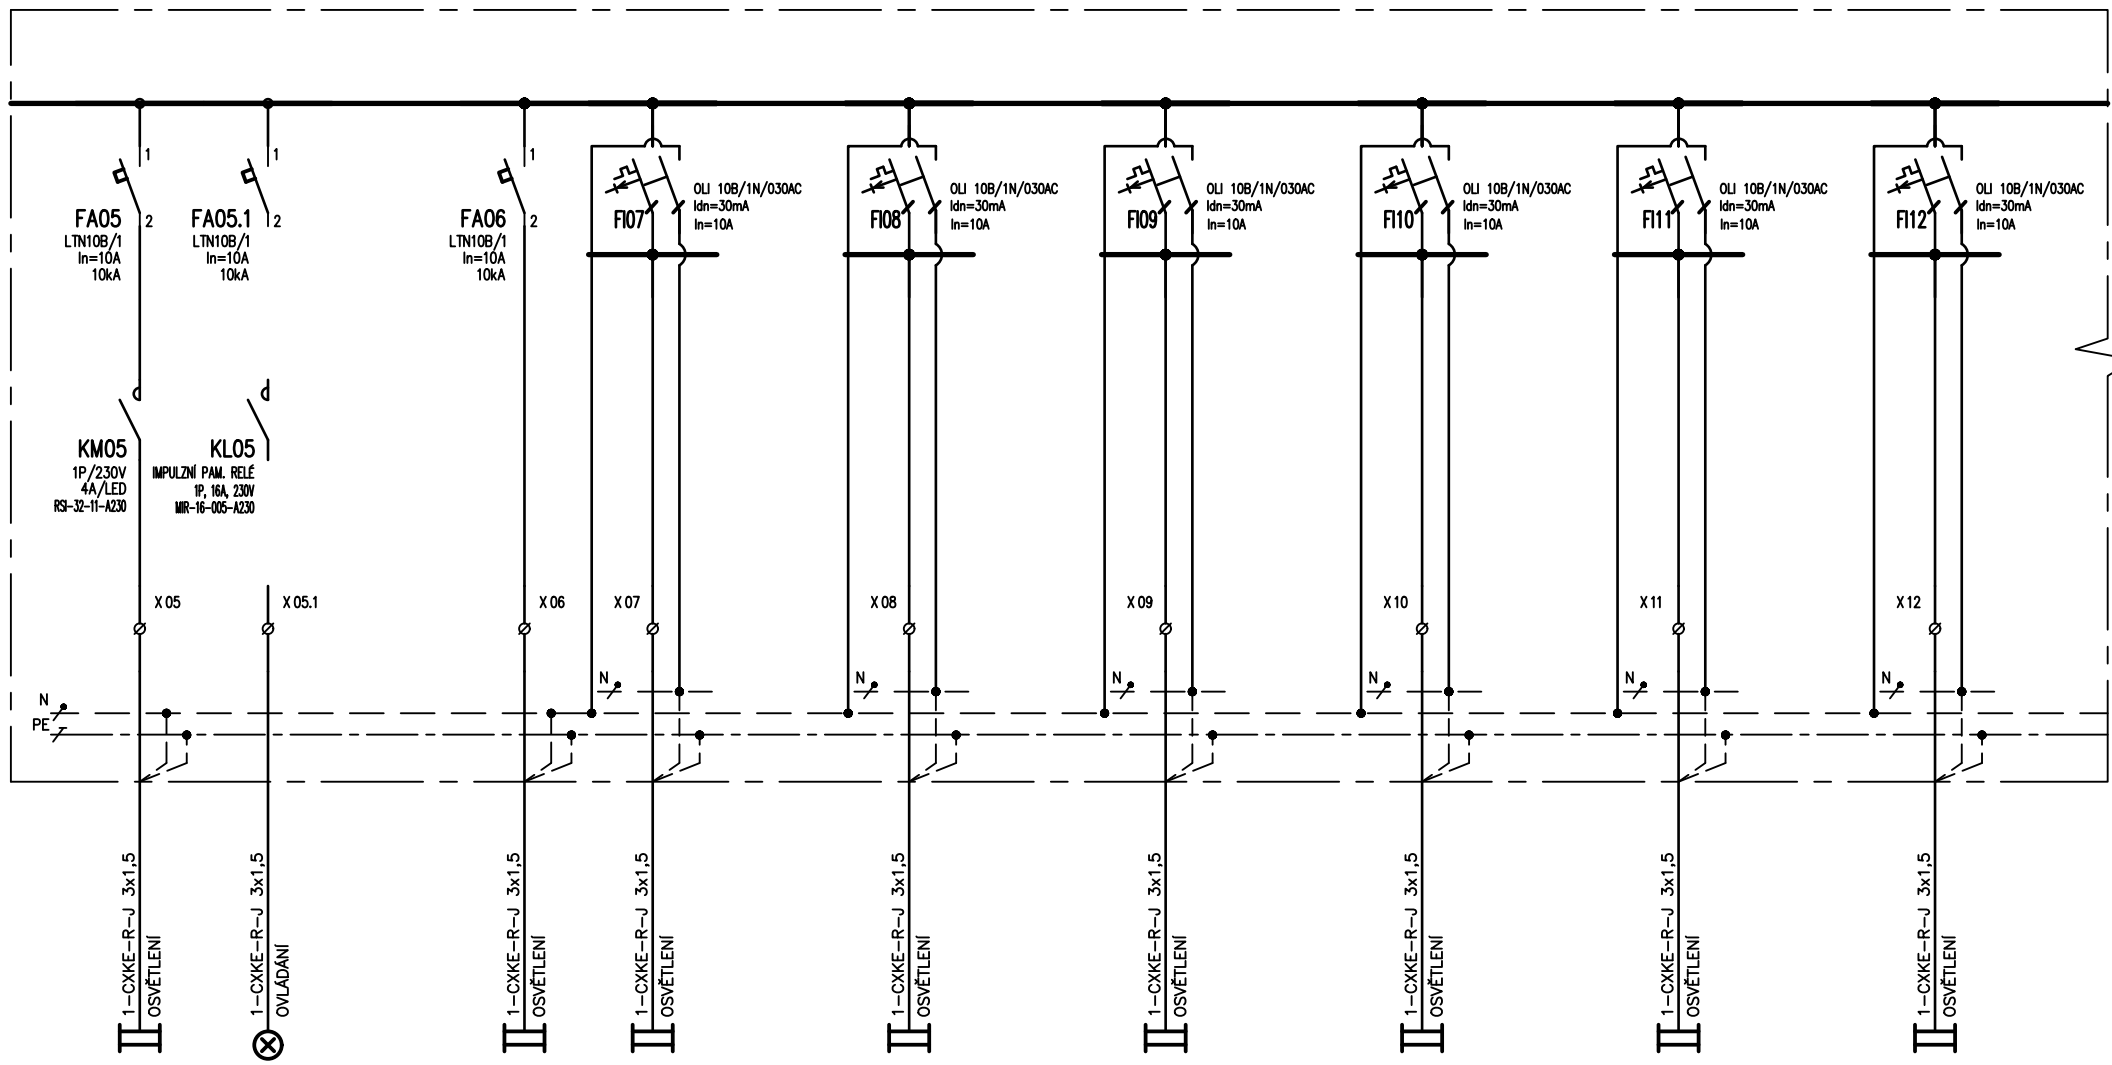 1
2
FA05
LTN10B/1
In=10A
10kA
1
2
FA05.1
LTN10B/1
In=10A
10kA
1
2
FA06
LTN10B/1
In=10A
10kA
FI07
OLI 10B/1N/030AC
Idn=30mA
In=10A
FI08
OLI 10B/1N/030AC
Idn=30mA
In=10A
FI09
OLI 10B/1N/030AC
Idn=30mA
In=10A
FI10
OLI 10B/1N/030AC
Idn=30mA
In=10A
FI11
OLI 10B/1N/030AC
Idn=30mA
In=10A
FI12
OLI 10B/1N/030AC
Idn=30mA
In=10A
KM05
1P/230V
4A/LED
RSI-32-11-A230
KL05
IMPULZNÍ PAM. RELÉ
1P, 16A, 230V
MIR-16-005-A230
X 05
X 05.1
X 06
X 07
X 08
X 09
X 10
X 11
X 12
N
N
N
N
N
N
N
PE
1-CXKE-R-J 3x1,5
OSVĚTLENÍ
1-CXKE-R-J 3x1,5
OVLÁDÁNÍ
1-CXKE-R-J 3x1,5
OSVĚTLENÍ
1-CXKE-R-J 3x1,5
OSVĚTLENÍ
1-CXKE-R-J 3x1,5
OSVĚTLENÍ
1-CXKE-R-J 3x1,5
OSVĚTLENÍ
1-CXKE-R-J 3x1,5
OSVĚTLENÍ
1-CXKE-R-J 3x1,5
OSVĚTLENÍ
1-CXKE-R-J 3x1,5
OSVĚTLENÍ